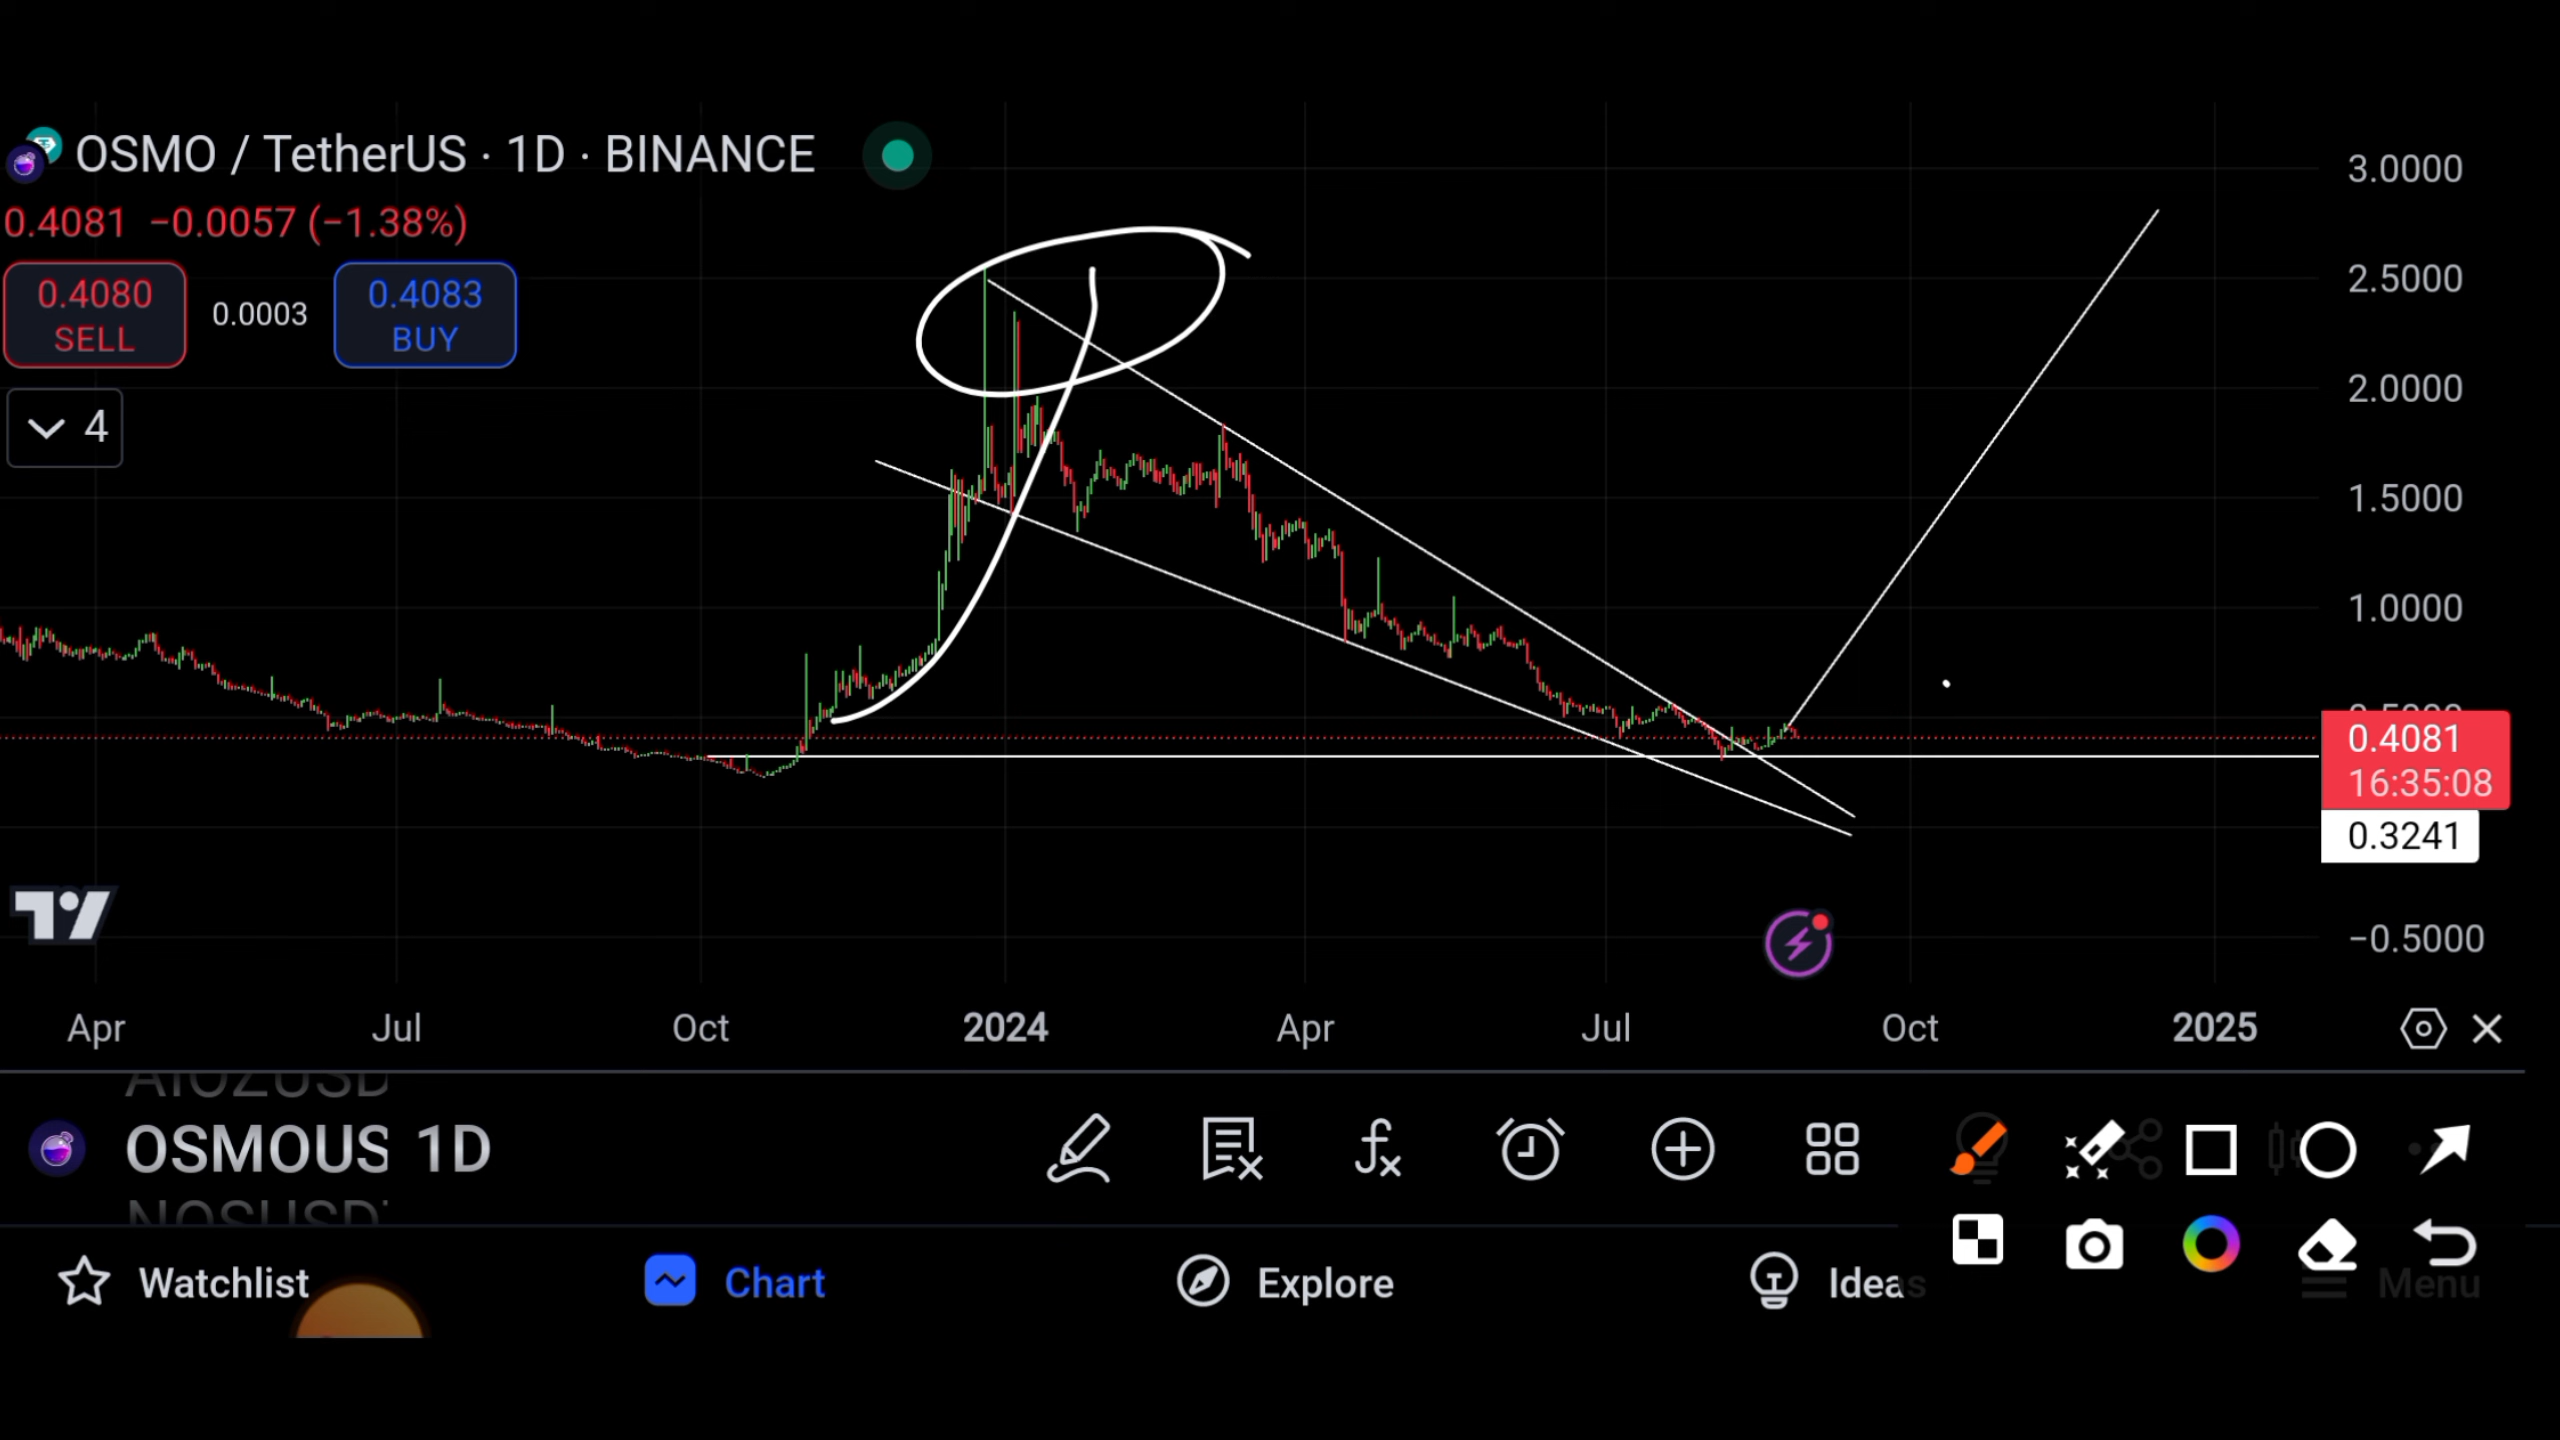 OSMO / TetherUS · 1D · BINANCE
0.4081 −0.0057 (−1.38%)
0.4080 SELL 0.0003 0.4083 BUY
4
3.0000
2.5000
2.0000
1.5000
1.0000
0.5000
0.4081
16:35:08
0.3241
−0.5000
Apr Jul Oct 2024 Apr Jul Oct 2025
AIOZUSD
OSMOUS 1D
NOSUSDT
Watchlist Chart Explore Ideas Menu